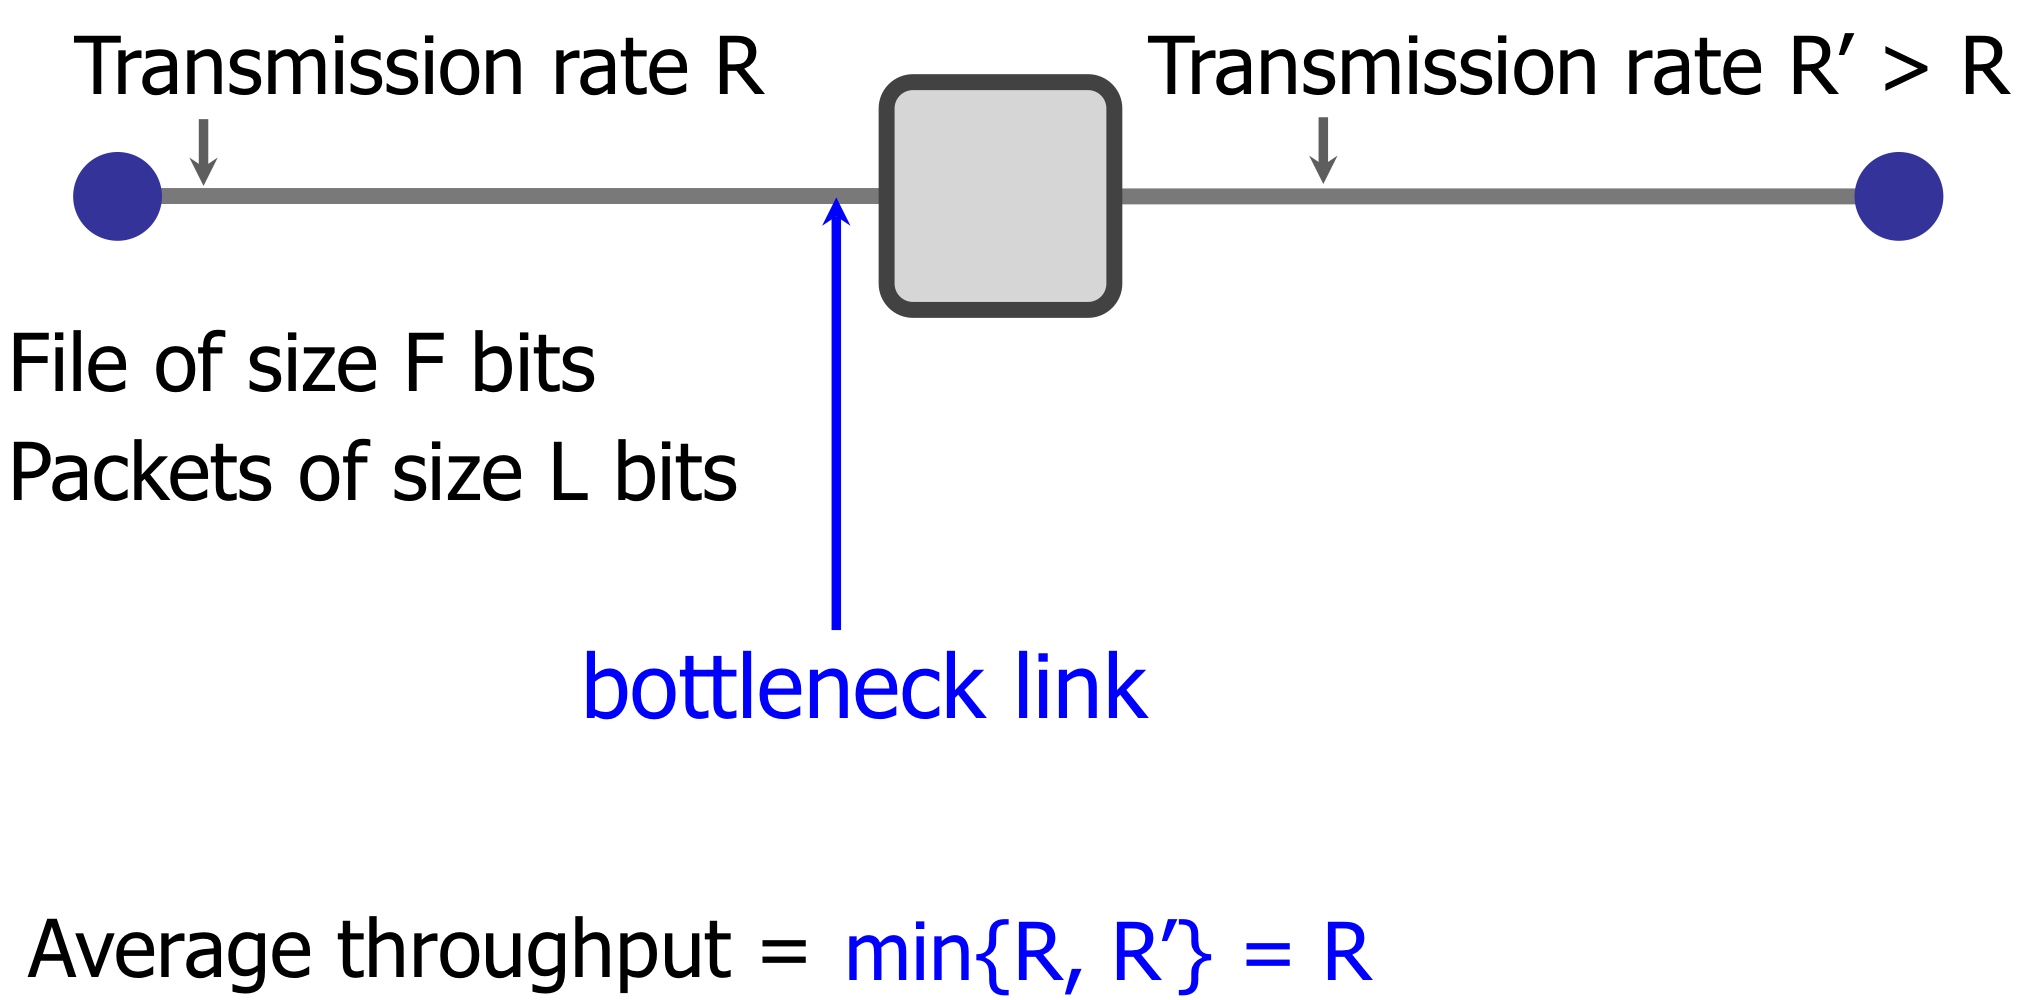 Transmission rate R
Transmission rate R’ > R
File of size F bits
Packets of size L bits
bottleneck link
Average throughput = min{R, R’} = R